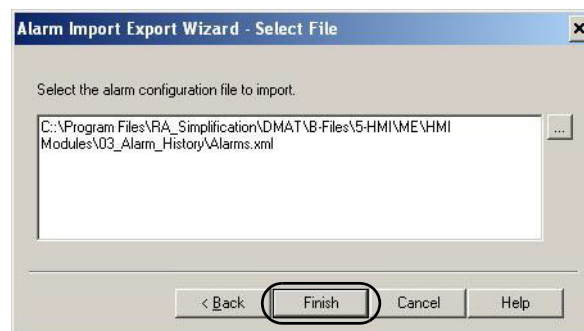 Alarm Import Export Wizard - Select File
Select the alarm configuration file to import.
C::\Program Files\RA_Simplification\DMAT\B-Files\5-HMI\ME\HMI
Modules\03_Alarm_History\Alarms.xml
...
< Back Finish Cancel Help